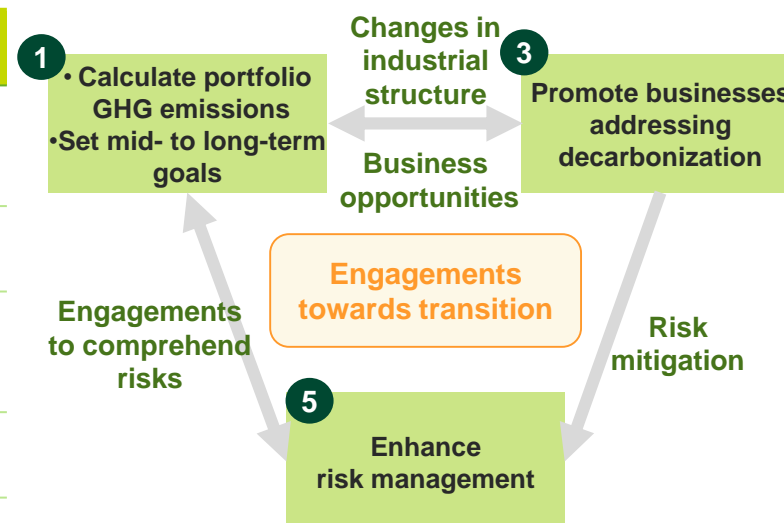 1
• Calculate portfolio
GHG emissions
•Set mid- to long-term
goals
Changes in
industrial
structure
Business
opportunities
3
Promote businesses
addressing
decarbonization
Engagements
towards transition
Engagements
to comprehend
risks
Risk
mitigation
5
Enhance
risk management